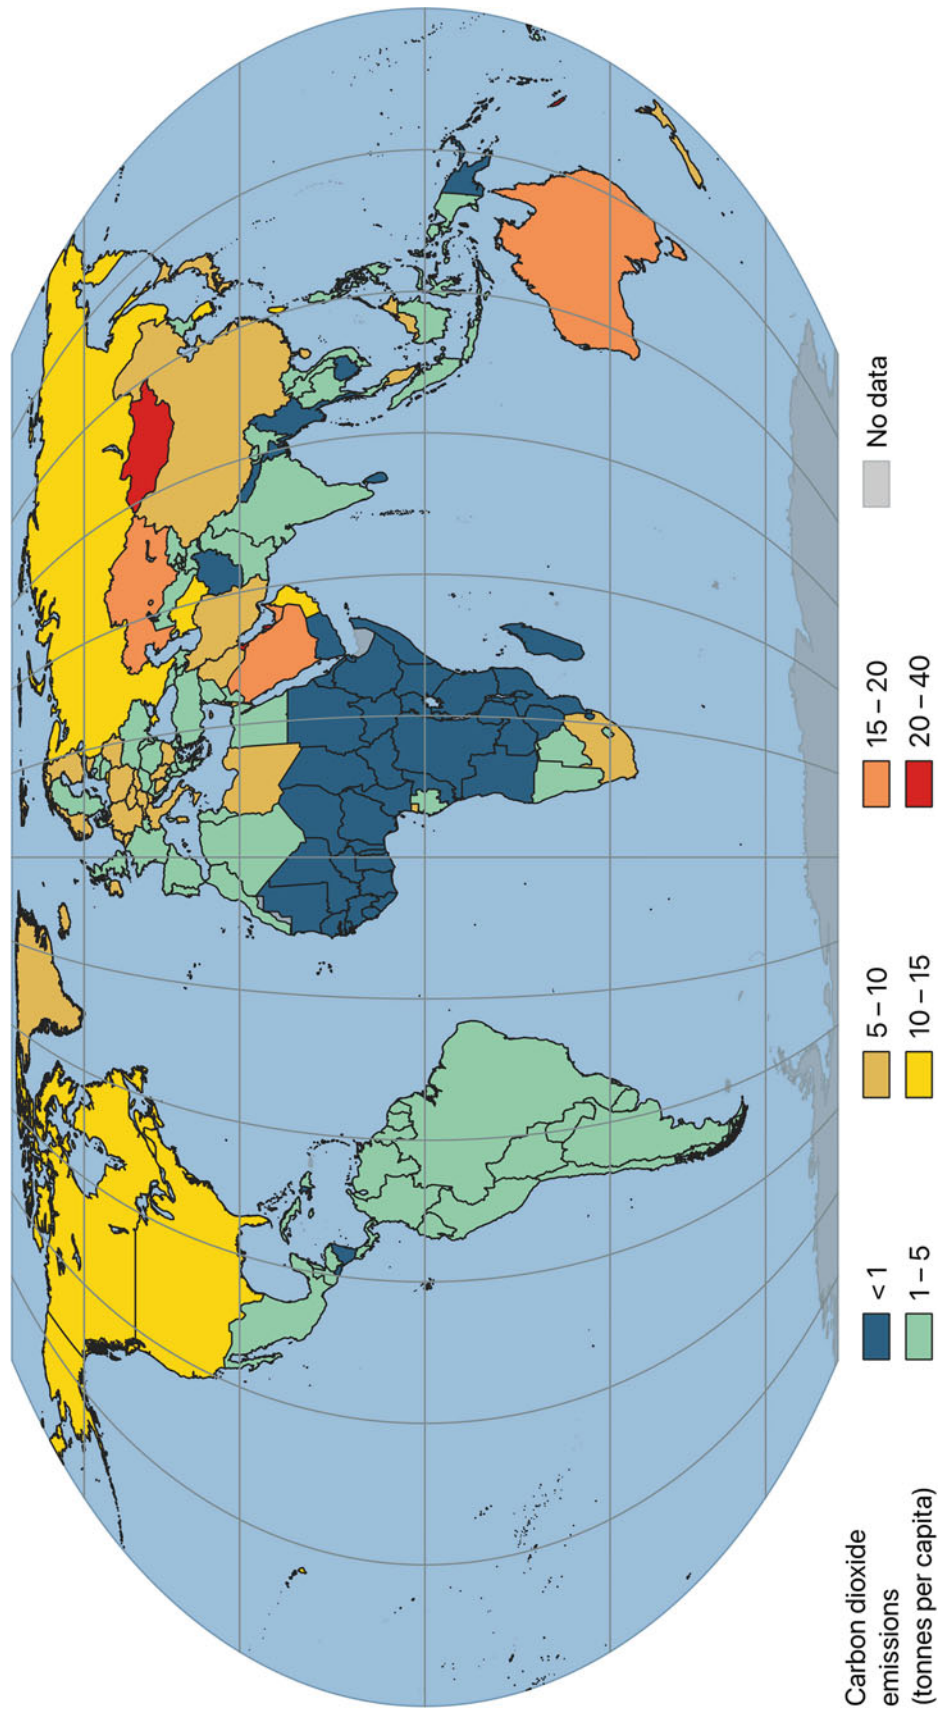 Carbon dioxide
emissions
(tonnes per capita)
< 1
1 – 5
5 – 10
10 – 15
15 – 20
20 – 40
No data